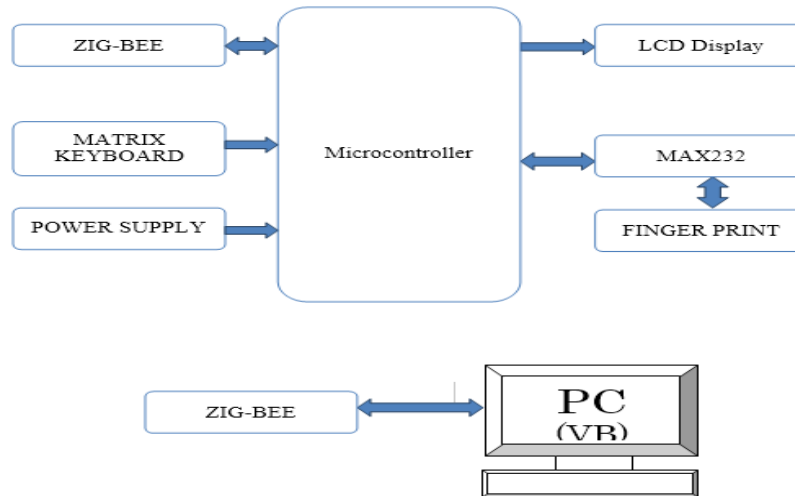 ZIG-BEE
LCD Display
MATRIX
KEYBOARD
Microcontroller
MAX232
POWER SUPPLY
FINGER PRINT
ZIG-BEE
PC
(VB)